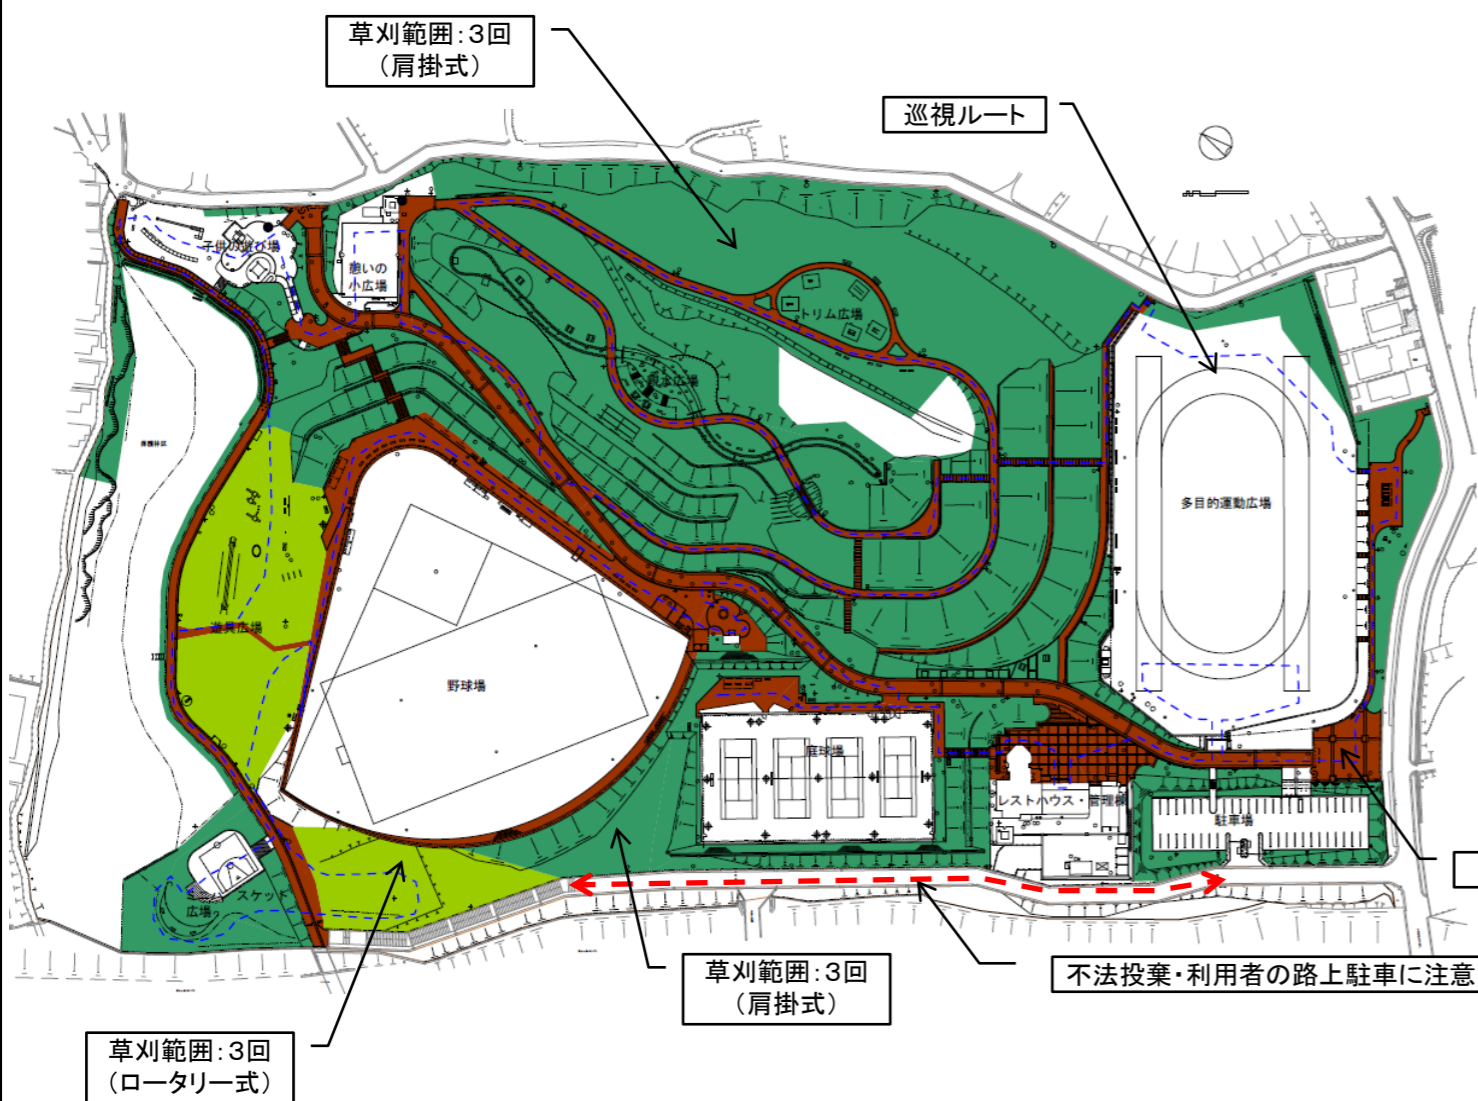 草刈範囲：3回
（肩掛式）
巡視ルート
子供の遊び場
憩いの
小広場
トリム広場
親水広場
多目的運動広場
遊具広場
野球場
庭球場
レストハウス・管理棟
駐車場
スケット
広場
草刈範囲：3回
（肩掛式）
不法投棄・利用者の路上駐車に注意
草刈範囲：3回
（ロータリー式）